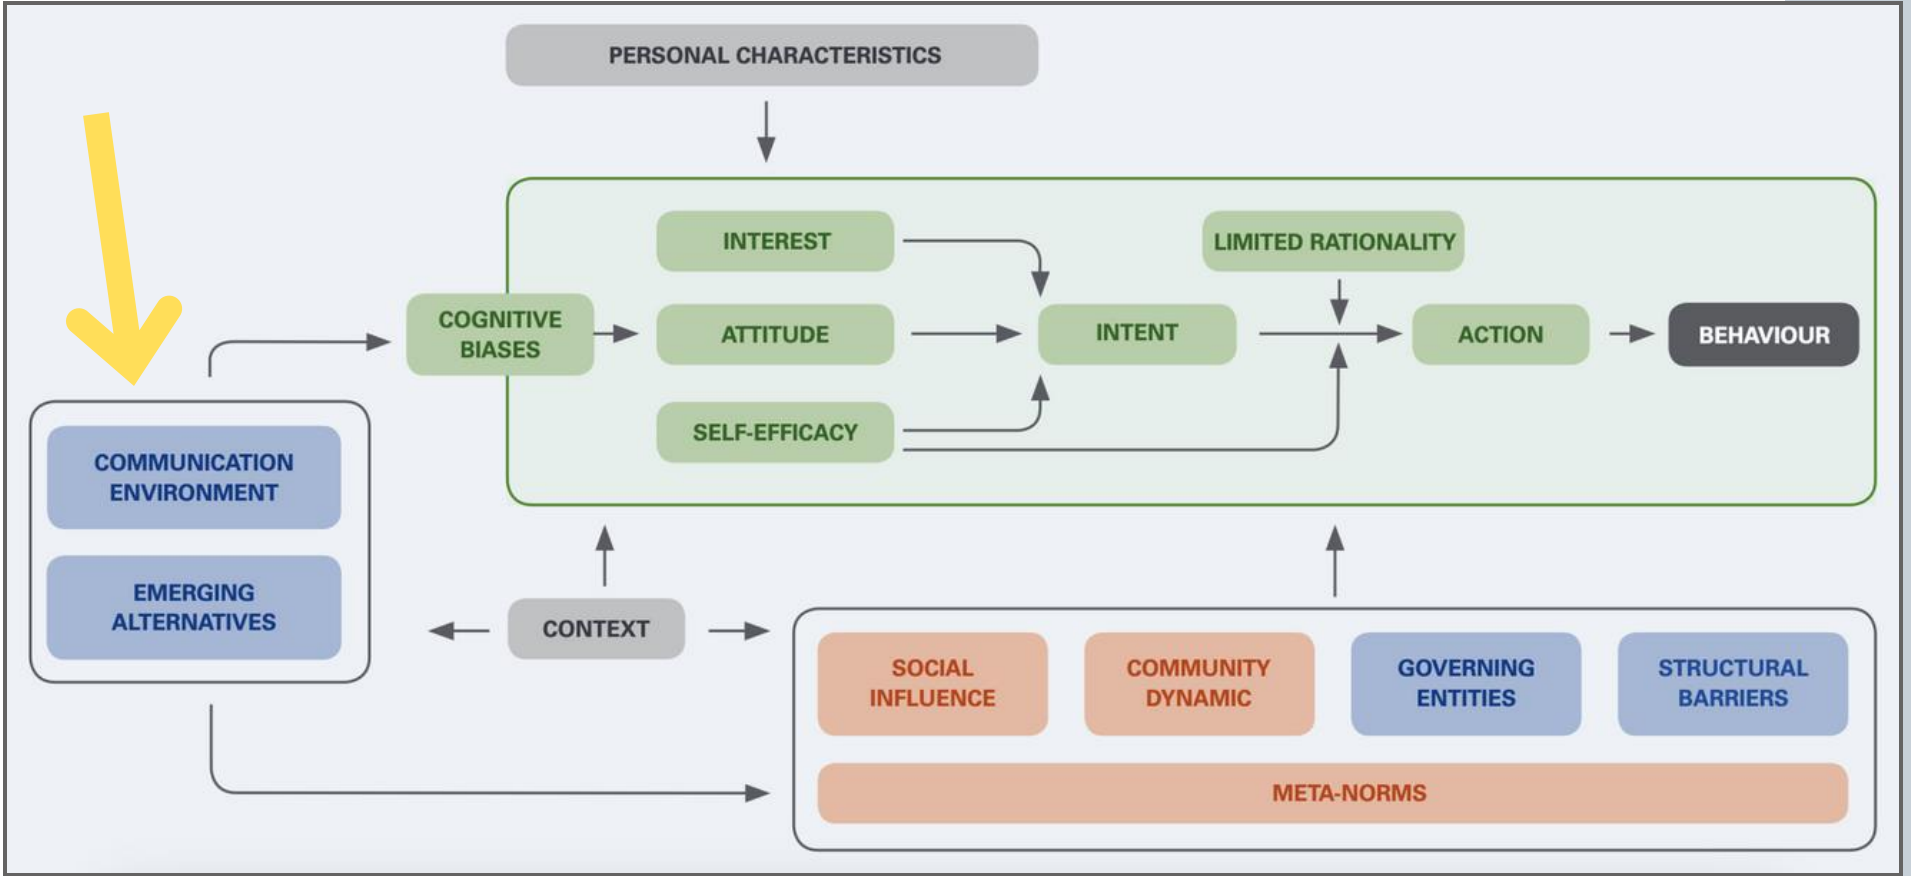 PERSONAL CHARACTERISTICS
INTEREST
LIMITED RATIONALITY
COGNITIVE
BIASES
ATTITUDE
INTENT
ACTION
BEHAVIOUR
SELF-EFFICACY
COMMUNICATION
ENVIRONMENT
EMERGING
ALTERNATIVES
CONTEXT
SOCIAL
INFLUENCE
COMMUNITY
DYNAMIC
GOVERNING
ENTITIES
STRUCTURAL
BARRIERS
META-NORMS